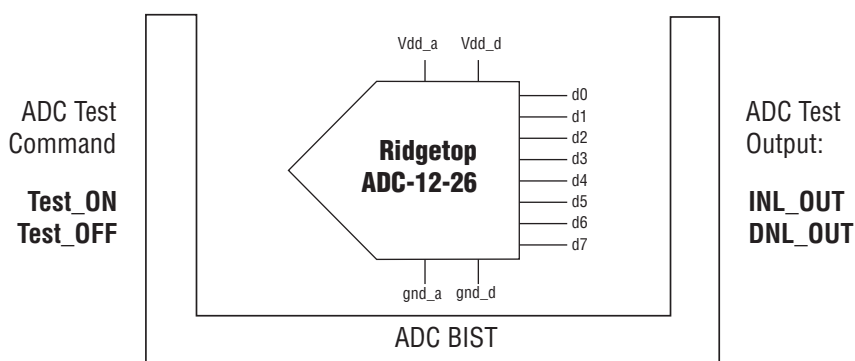 Vdd_a Vdd_d
ADC Test
Command
Test_ON
Test_OFF
Ridgetop
ADC-12-26
d0
d1
d2
d3
d4
d5
d6
d7
gnd_a gnd_d
ADC Test
Output:
INL_OUT
DNL_OUT
ADC BIST